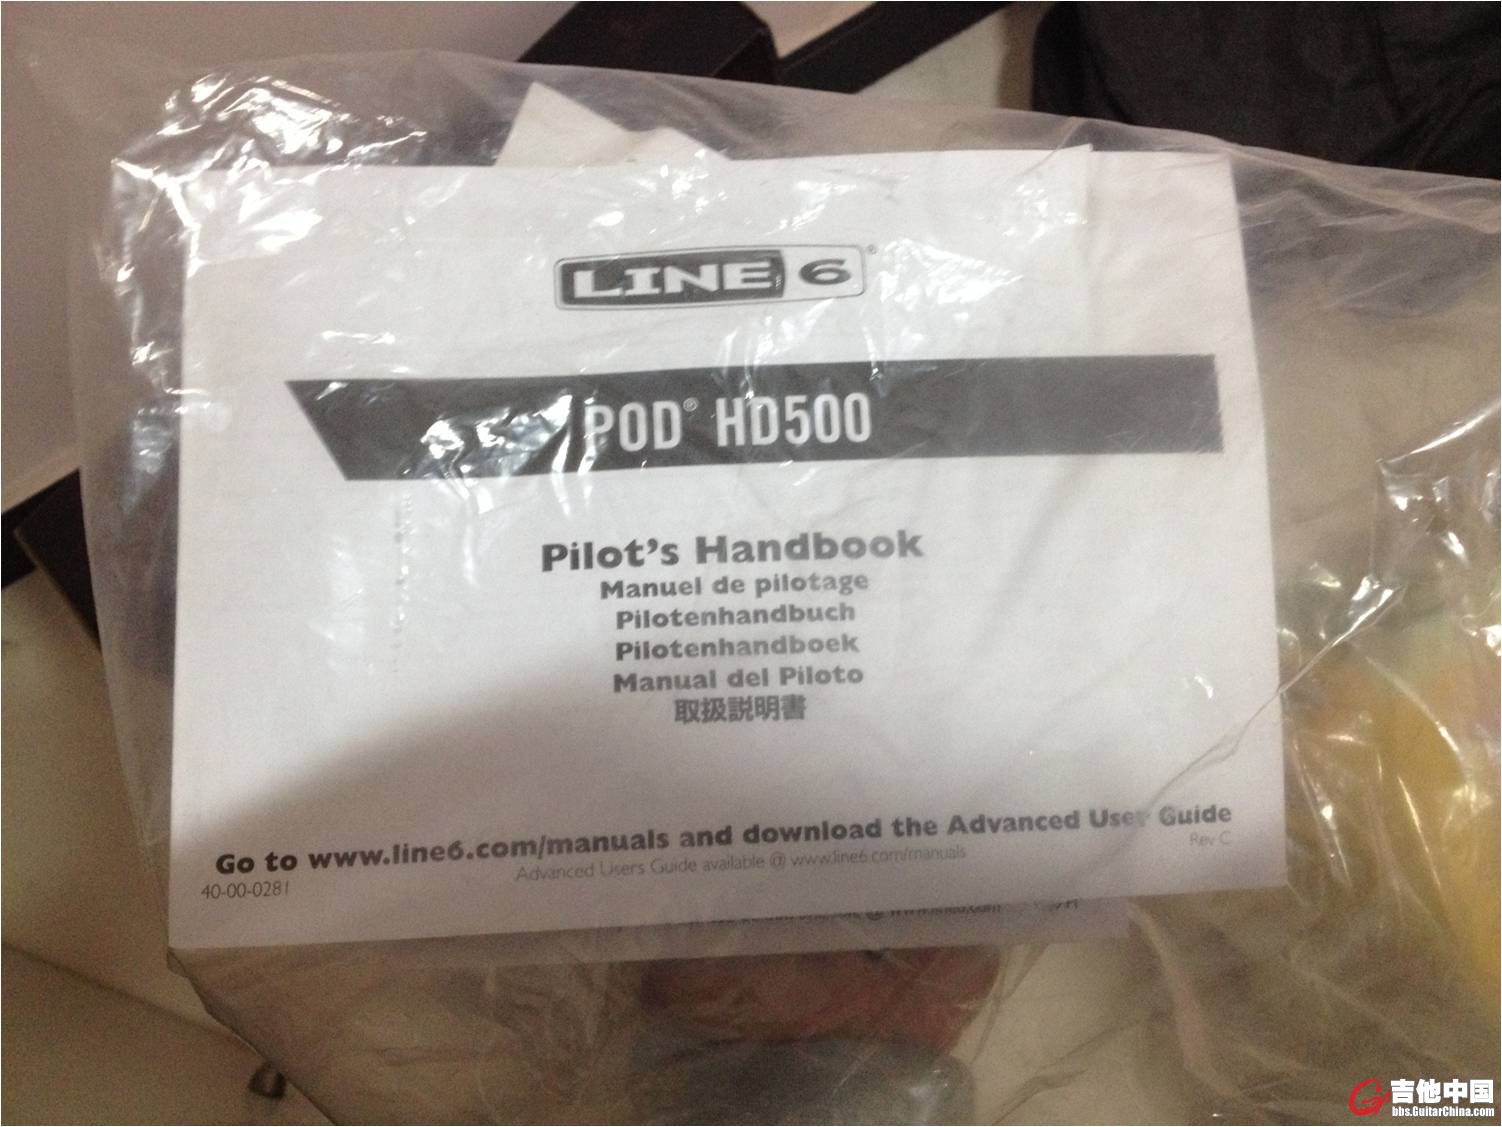 LINE 6®
POD® HD500
Pilot's Handbook
Manuel de pilotage
Pilotenhandbuch
Pilotenhandboek
Manual del Piloto
取扱説明書
Go to www.line6.com/manuals and download the Advanced User Guide
40-00-0281
Advanced Users Guide available @ www.line6.com/manuals
Rev C
吉他中国
bbs.GuitarChina.com